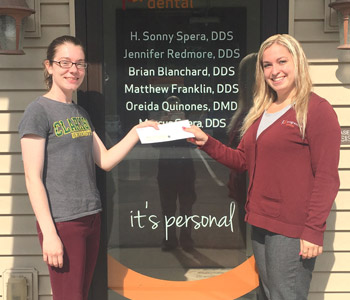 dental
H. Sonny Spera, DDS
Jennifer Redmore, DDS
Brian Blanchard, DDS
Matthew Franklin, DDS
Oreida Quinones, DMD
Spera, DDS
it's personal